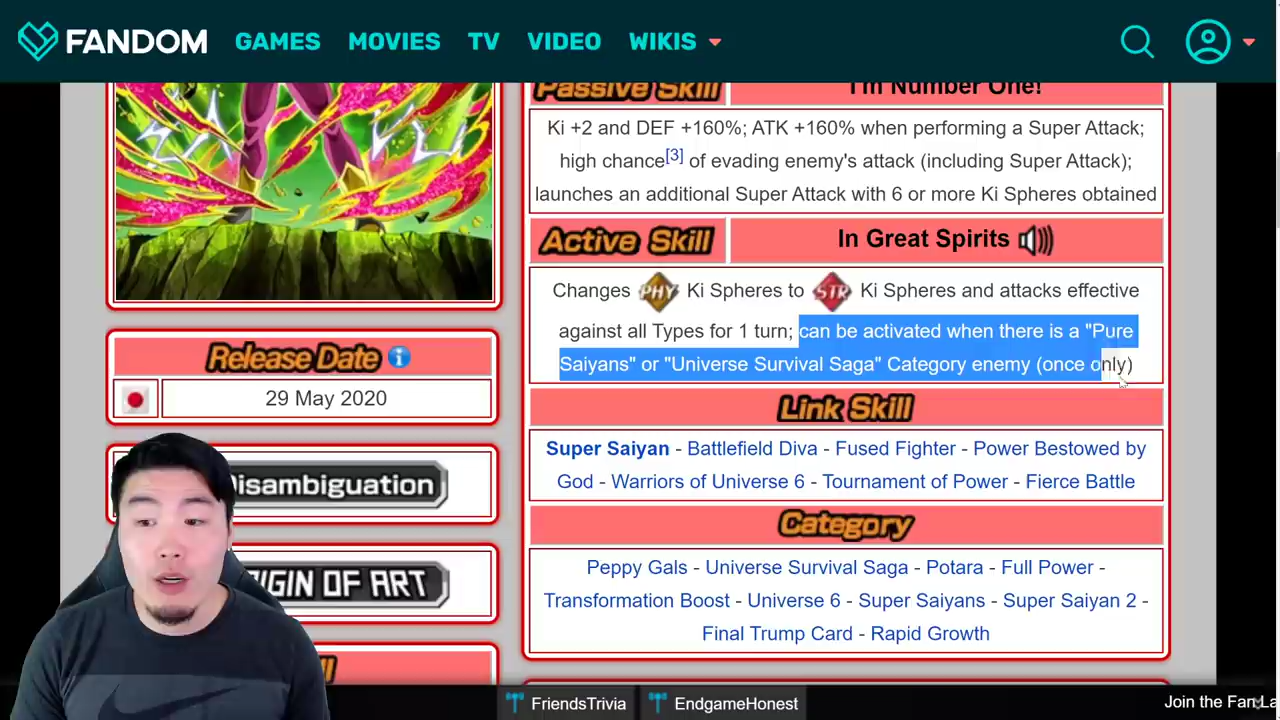 FANDOM GAMES MOVIES TV VIDEO WIKIS
Passive Skill I'm Number One!
Ki +2 and DEF +160%; ATK +160% when performing a Super Attack;
high chance[3] of evading enemy's attack (including Super Attack);
launches an additional Super Attack with 6 or more Ki Spheres obtained
Active Skill In Great Spirits
Changes PHY Ki Spheres to STR Ki Spheres and attacks effective
against all Types for 1 turn; can be activated when there is a "Pure
Saiyans" or "Universe Survival Saga" Category enemy (once only)
Link Skill
Super Saiyan - Battlefield Diva - Fused Fighter - Power Bestowed by
God - Warriors of Universe 6 - Tournament of Power - Fierce Battle
Category
Peppy Gals - Universe Survival Saga - Potara - Full Power -
Transformation Boost - Universe 6 - Super Saiyans - Super Saiyan 2 -
Final Trump Card - Rapid Growth
Release Date i
29 May 2020
isambiguation
IGIN OF ART
FriendsTrivia
EndgameHonest
Join the Fan La